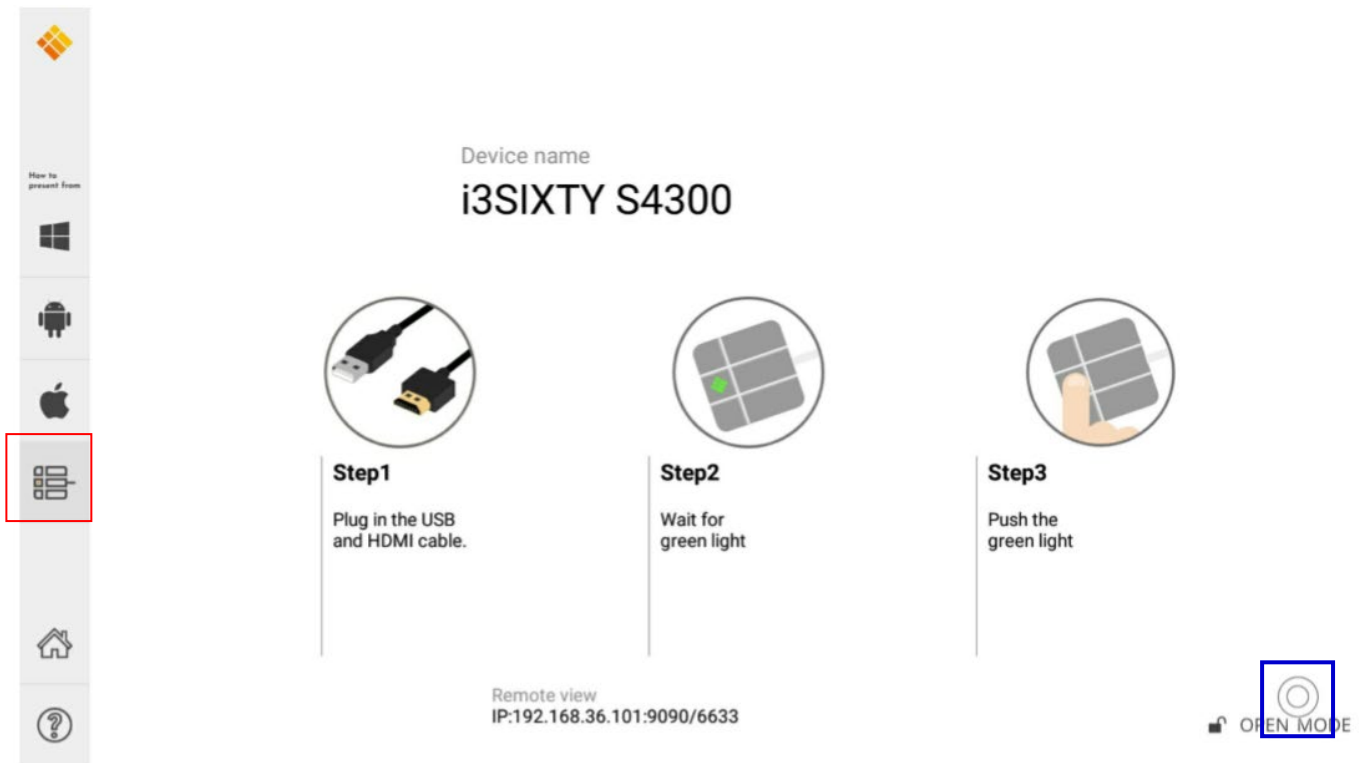 How to
present from
Device name
i3SIXTY S4300
Step1
Plug in the USB
and HDMI cable.
Step2
Wait for
green light
Step3
Push the
green light
Remote view
IP:192.168.36.101:9090/6633
OPEN MODE